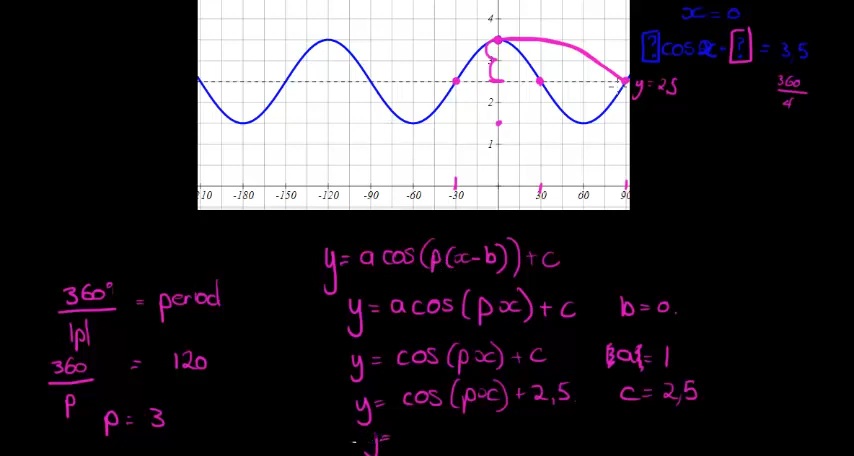 x = 0
[?]cos x - [?] = 3,5
4
3
2
1
y = 2,5
360
4
210 -180 -150 -120 -90 -60 -30 30 60 90
y = a cos(p(x-b)) + c
y = a cos(px) + c b = 0.
y = cos(px) + c a = 1
y = cos(px) + 2,5 c = 2,5
y =
360° = period
|p|
360 = 120
p
p = 3